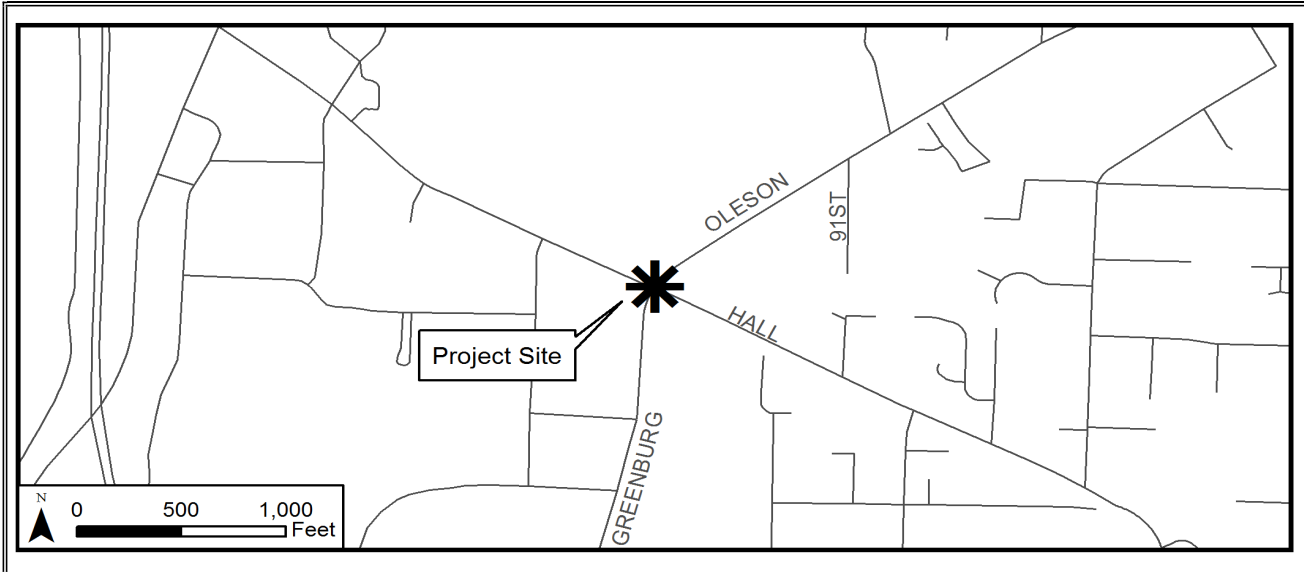 OLESON
91ST
HALL
Project Site
GREENBURG
N
0 500 1,000
Feet